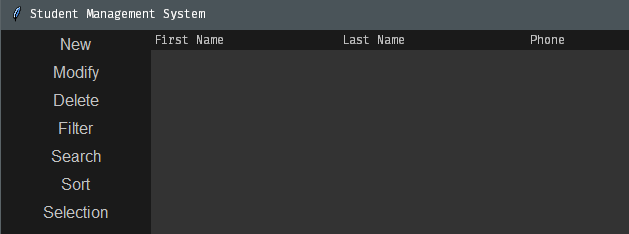 Student Management System
First Name Last Name Phone
New
Modify
Delete
Filter
Search
Sort
Selection